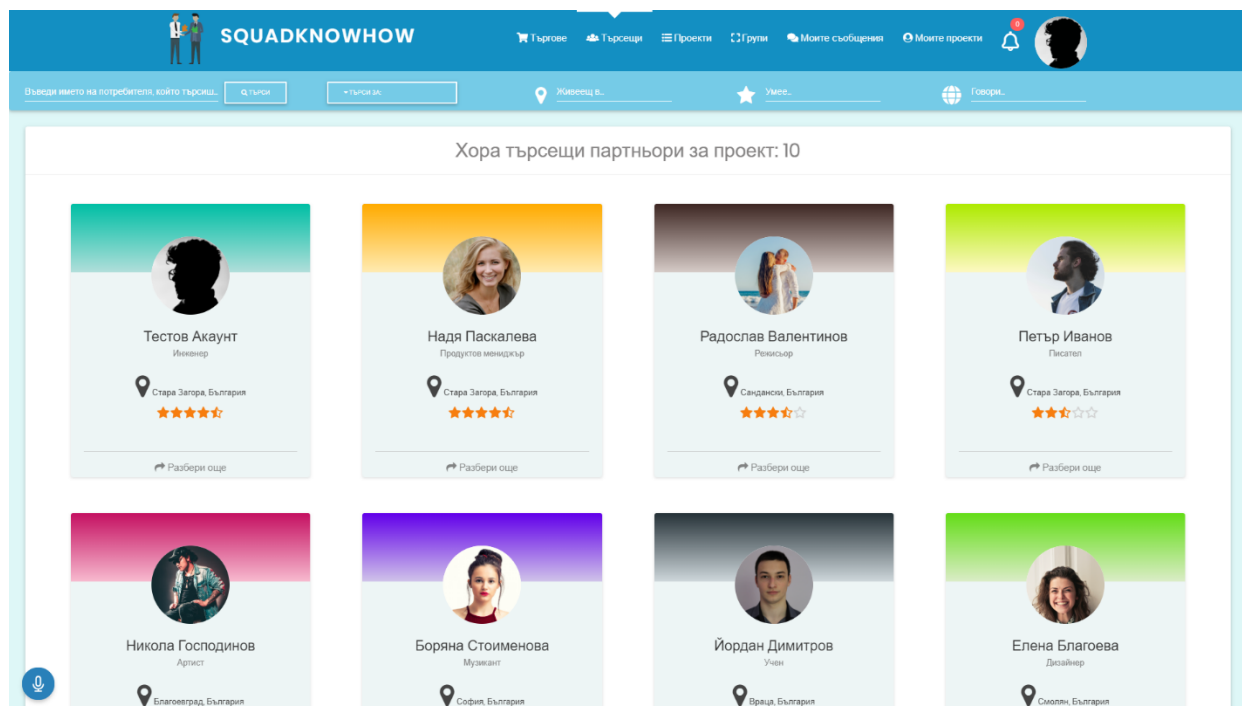 SQUADKNOWHOW
Търгове Търсещи Проекти Групи Моите съобщения Моите проекти 0
Въведи името на потребителя, който търсиш... ТЪРСИ ТЪРСИ ЗА: Живеещ в... Умее... Говори...
Хора търсещи партньори за проект: 10
Тестов Акаунт Надя Паскалева Радослав Валентинов Петър Иванов
Инженер Продуктов мениджър Режисьор Писател
Стара Загора, България Стара Загора, България Сандански, България Стара Загора, България
Разбери още Разбери още Разбери още Разбери още
Никола Господинов Боряна Стоименова Йордан Димитров Елена Благоева
Артист Музикант Учен Дизайнер
Благоевград, България София, България Враца, България Смолян, България